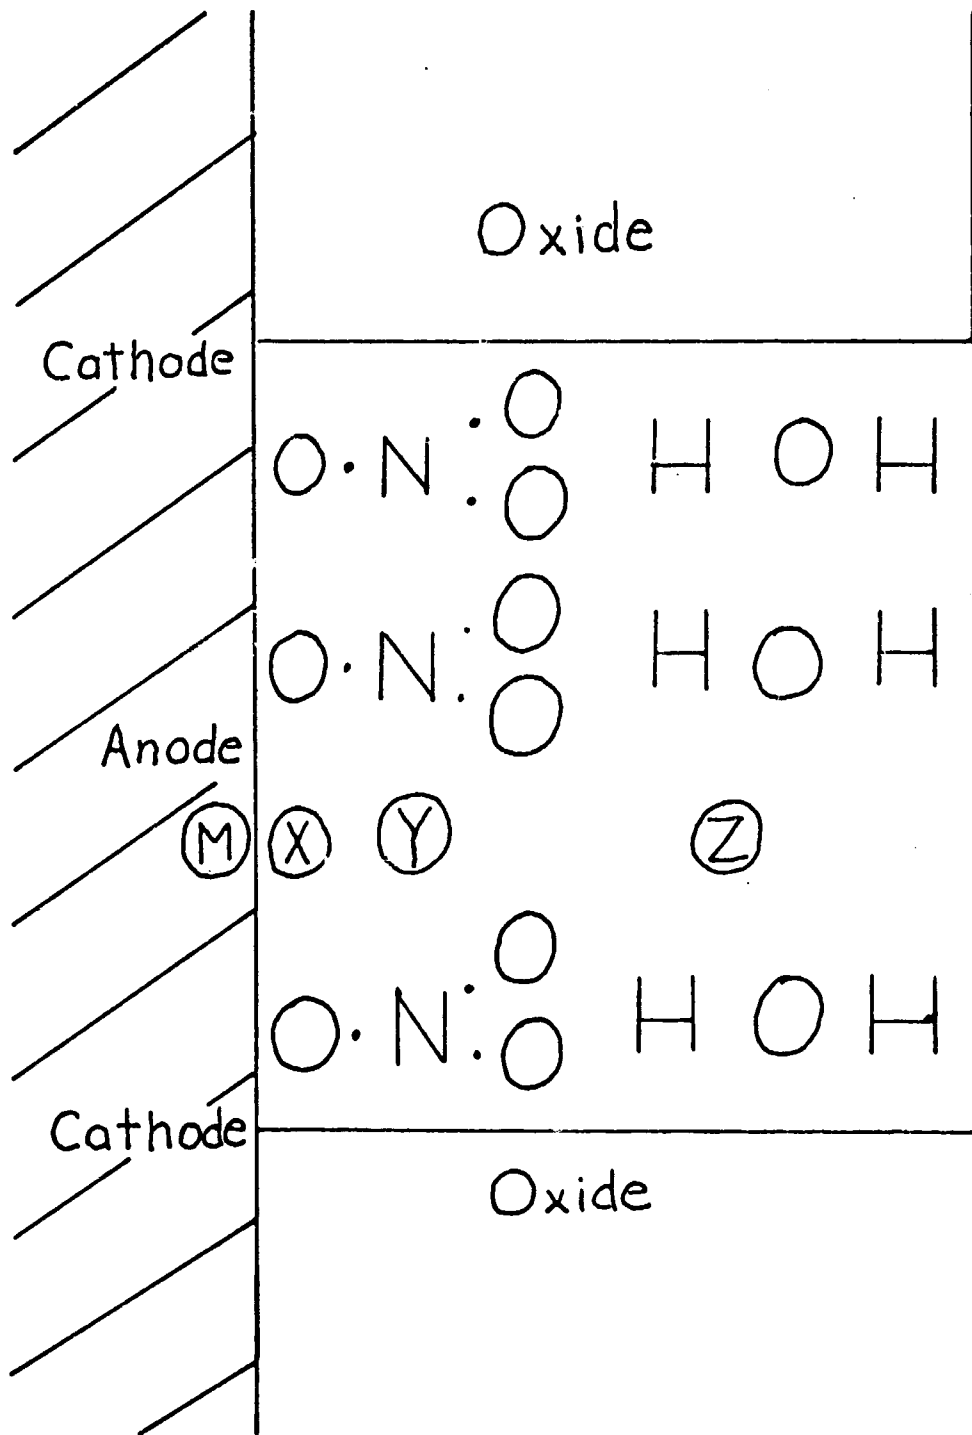 Oxide
Cathode
O · N : O O H O H
O · N : O O H O H
Anode
M X Y Z
O · N : O O H O H
Cathode
Oxide